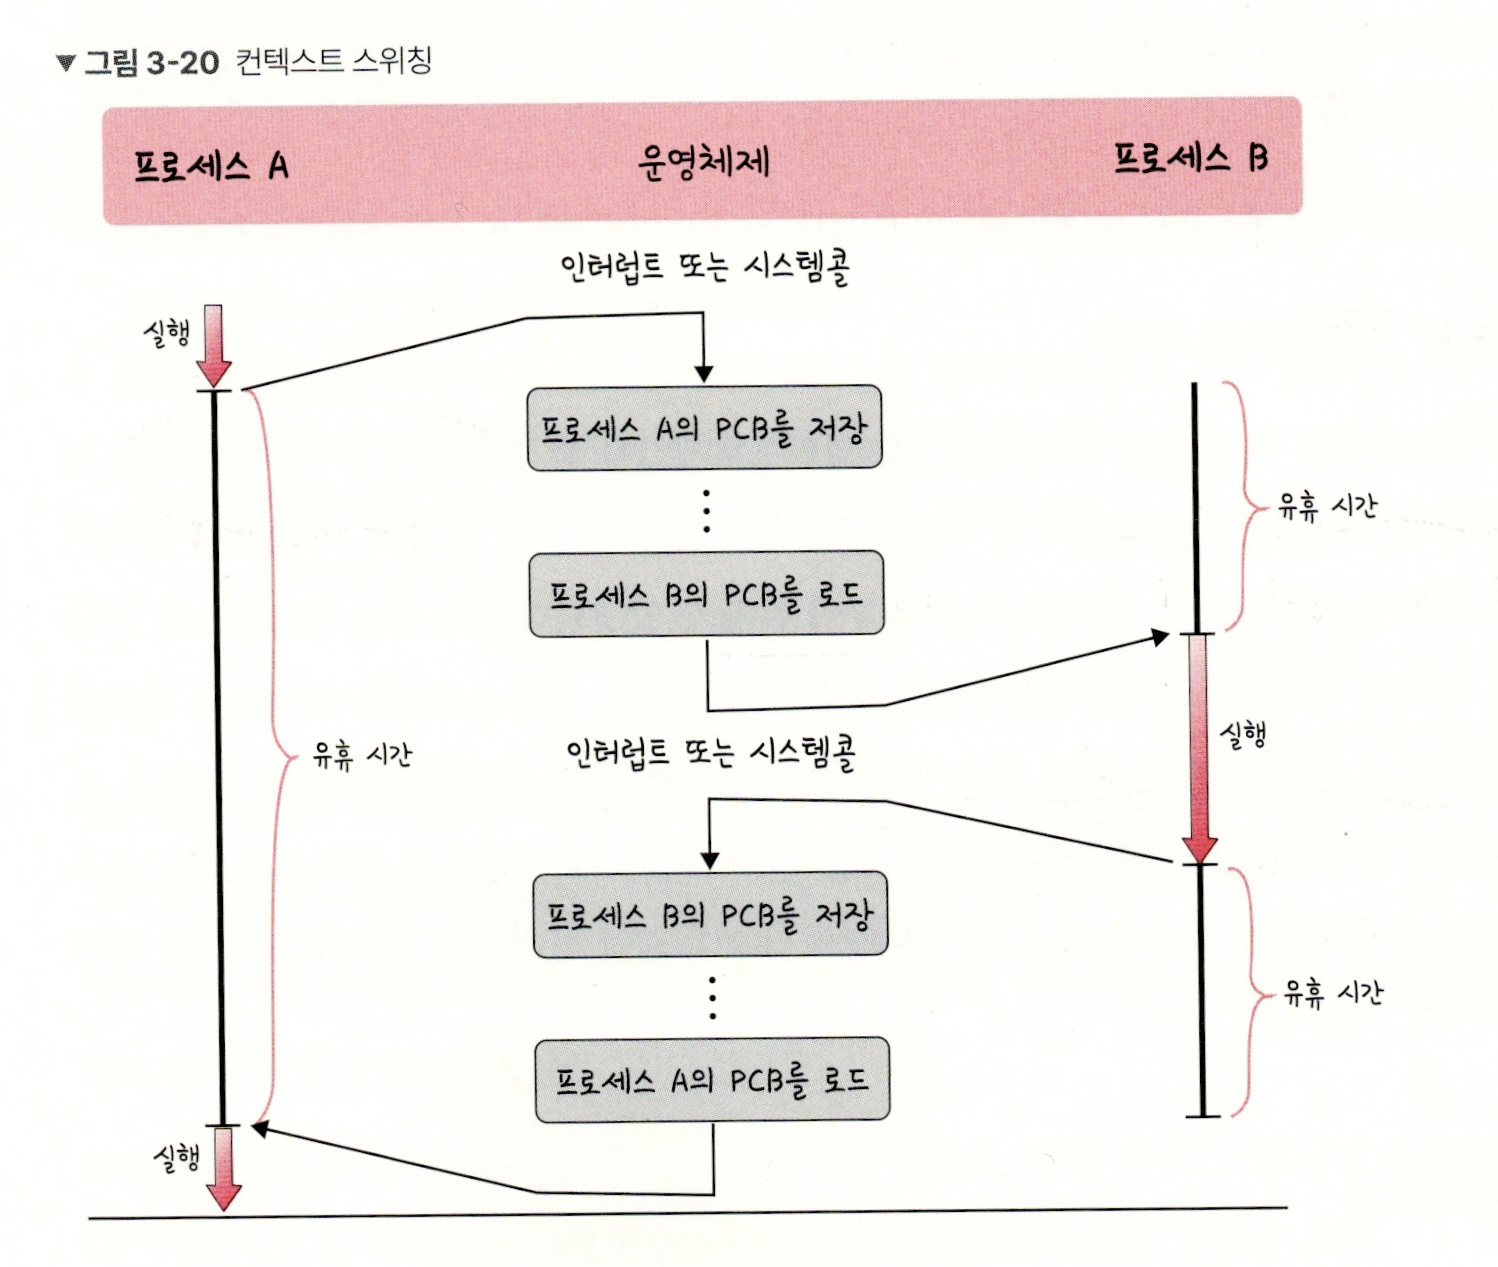 ▼ 그림 3-20 컨텍스트 스위칭
프로세스 A 운영체제 프로세스 B
인터럽트 또는 시스템콜
실행
프로세스 A의 PCB를 저장
유휴 시간
프로세스 B의 PCB를 로드
실행
유휴 시간
인터럽트 또는 시스템콜
프로세스 B의 PCB를 저장
유휴 시간
프로세스 A의 PCB를 로드
실행